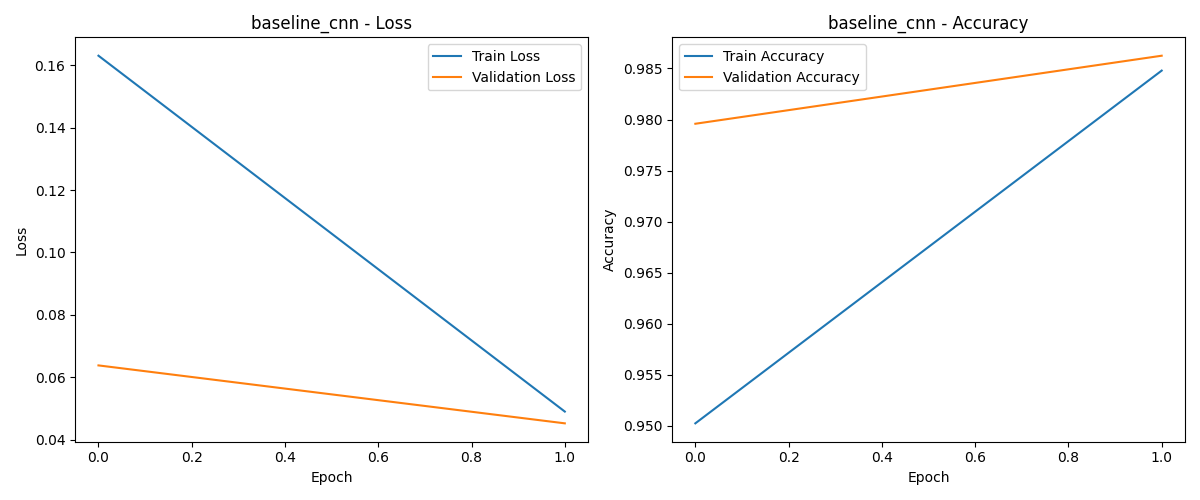 baseline_cnn - Loss
Train Loss
Validation Loss
0.16
0.14
0.12
0.10
0.08
0.06
0.04
Loss
0.0 0.2 0.4 0.6 0.8 1.0
Epoch
baseline_cnn - Accuracy
Train Accuracy
Validation Accuracy
0.985
0.980
0.975
0.970
0.965
0.960
0.955
0.950
Accuracy
0.0 0.2 0.4 0.6 0.8 1.0
Epoch